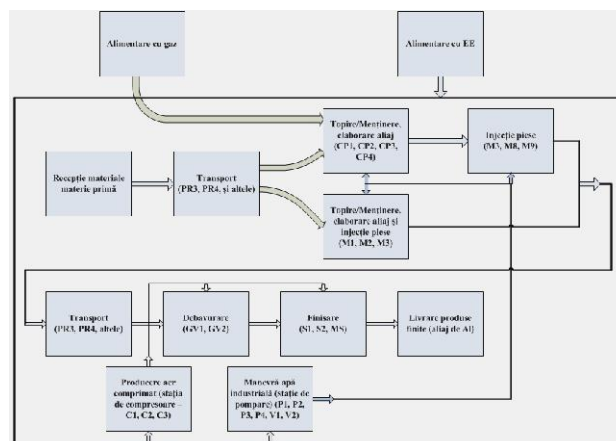 Alimentare cu gaz
Alimentare cu EE
Topire/Menținere,
elaborare aliaj
(CP1, CP2, CP3,
CP4)
Injecție piese
(M3, M8, M9)
Recepție materiale
materie primă
Transport
(PR3, PR4, și altele)
Topire/Menținere,
elaborare aliaj și
injecție piese
(M1, M2, M3)
Transport
(PR3, PR4, altele)
Debavurare
(GV1, GV2)
Finisare
(S1, S2, MS)
Livrare produse
finite (aliaj de Al)
Producere aer
comprimat (stația
de compresoare –
C1, C2, C3)
Manevră apă
industrială (stație de
pompare) (P1, P2,
P3, P4, V1, V2)